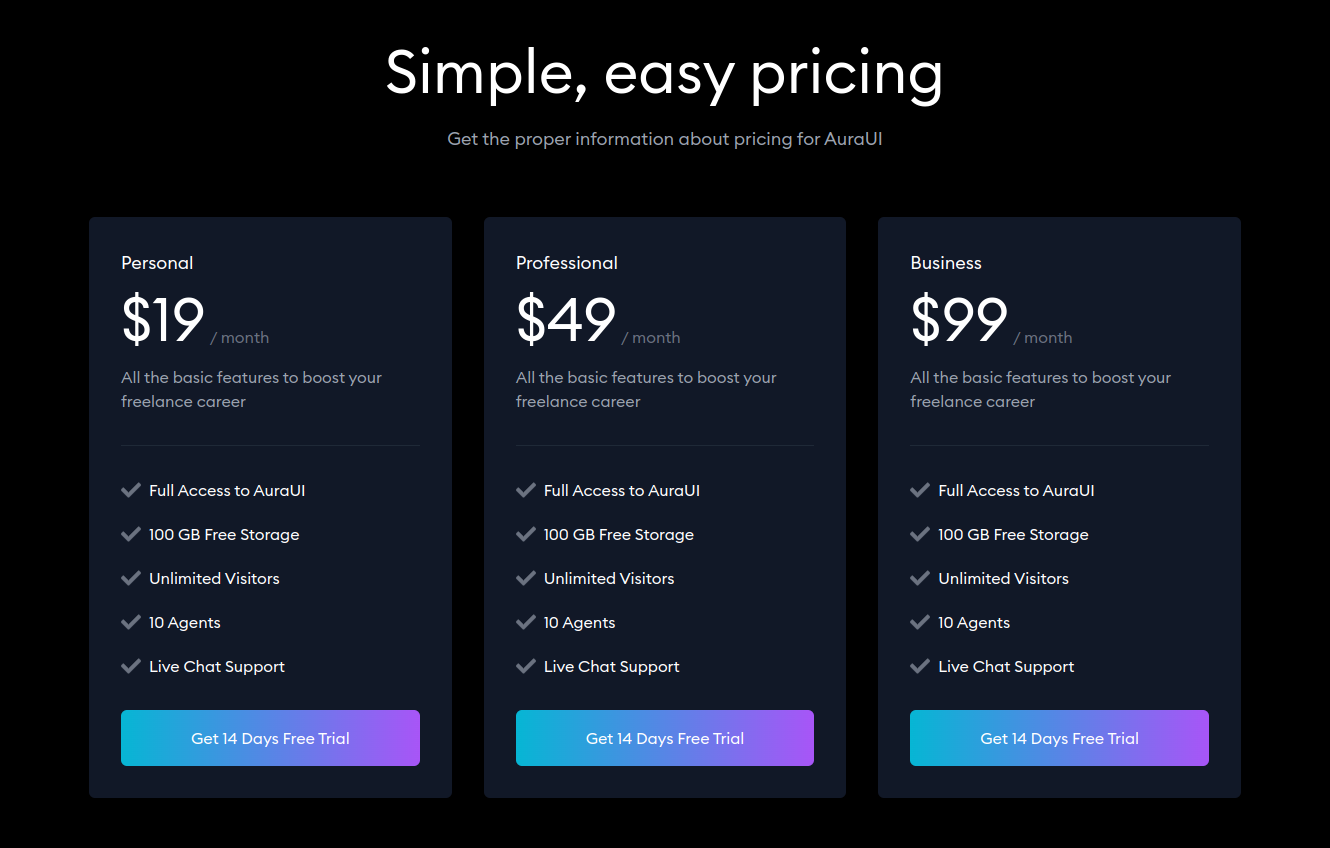 Simple, easy pricing
Get the proper information about pricing for AuraUI
Personal
$19 / month
All the basic features to boost your
freelance career
Full Access to AuraUI
100 GB Free Storage
Unlimited Visitors
10 Agents
Live Chat Support
Get 14 Days Free Trial
Professional
$49 / month
All the basic features to boost your
freelance career
Full Access to AuraUI
100 GB Free Storage
Unlimited Visitors
10 Agents
Live Chat Support
Get 14 Days Free Trial
Business
$99 / month
All the basic features to boost your
freelance career
Full Access to AuraUI
100 GB Free Storage
Unlimited Visitors
10 Agents
Live Chat Support
Get 14 Days Free Trial